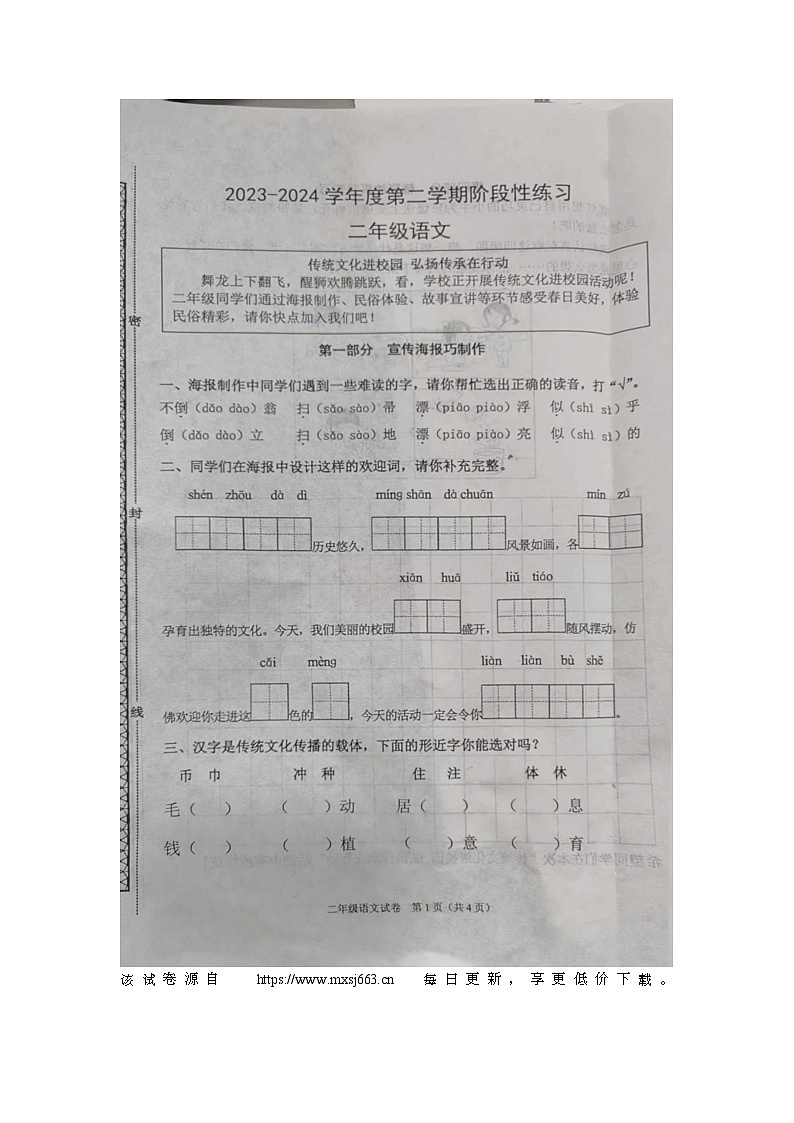 2023-2024 学年度第二学期阶段性练习
二年级语文
传统文化进校园 弘扬传承在行动
舞龙上下翻飞，醒狮欢腾跳跃，看，学校正开展传统文化进校园活动呢！
二年级同学们通过海报制作、民俗体验、故事宣讲等环节感受春日美好，体验
民俗精彩，请你快点加入我们吧！
第一部分 宣传海报巧制作
一、海报制作中同学们遇到一些难读的字，请你帮忙选出正确的读音，打“√”。
不倒（dǎo dào）翁 扫（sǎo sào）帚 漂（piāo piào）浮 似（shì sì）乎
倒（dǎo dào）立 扫（sǎo sào）地 漂（piāo piào）亮 似（shì sì）的
二、同学们在海报中设计这样的欢迎词，请你补充完整。
shén zhōu dà dì míng shān dà chuān mín zú
历史悠久， 风景如画，各
xiān huā liǔ tiáo
孕育出独特的文化。今天，我们美丽的校园 盛开， 随风摆动，仿
cǎi mèng liàn liàn bù shě
佛欢迎你走进这 色的 ，今天的活动一定会令你 。
三、汉字是传统文化传播的载体，下面的形近字你能选对吗？
币 巾 冲 种 住 注 体 休
毛（ ） （ ）动 居（ ） （ ）息
钱（ ） （ ）植 （ ）意 （ ）育
二年级语文试卷 第 1 页（共 4 页）
密
封
线
该试卷源自 https://www.mxsj663.cn 每日更新，享更低价下载。